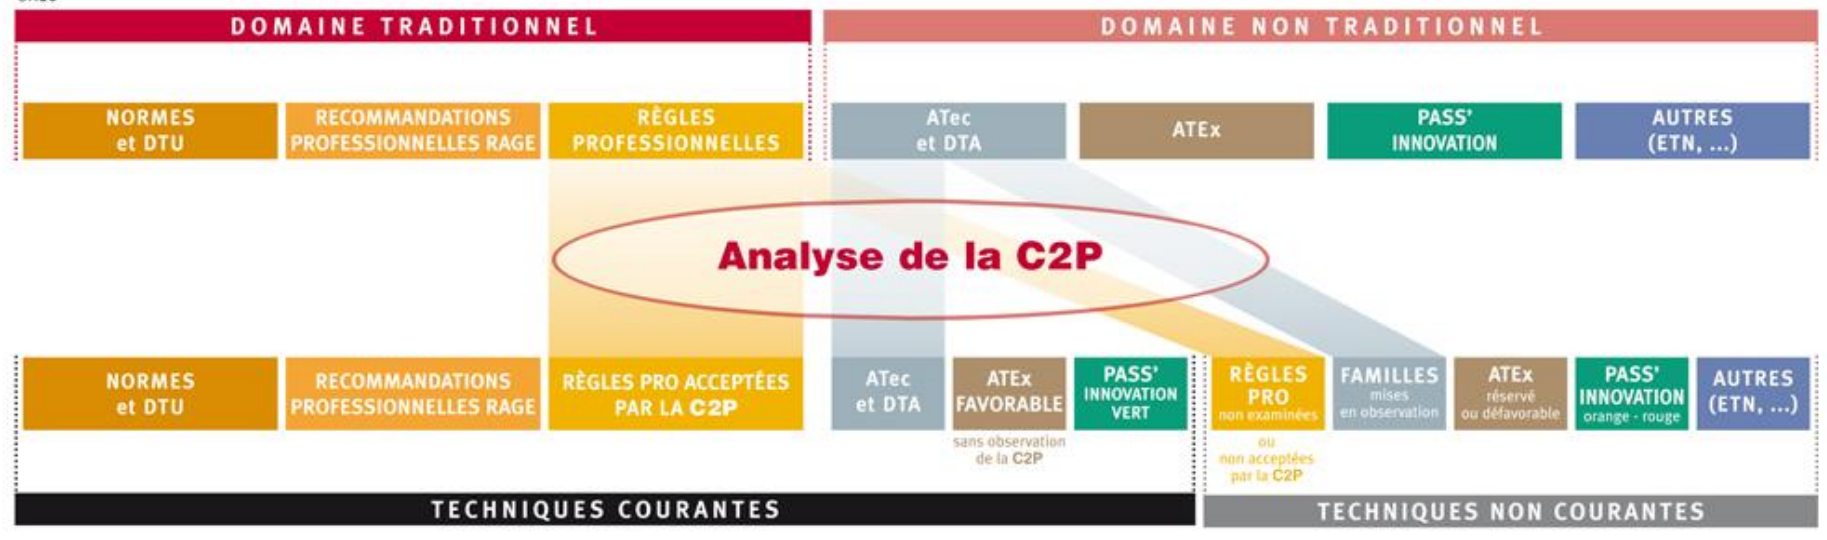 DOMAINE TRADITIONNEL
DOMAINE NON TRADITIONNEL
NORMES
et DTU
RECOMMANDATIONS
PROFESSIONNELLES RAGE
RÈGLES
PROFESSIONNELLES
ATec
et DTA
ATEx
PASS'
INNOVATION
AUTRES
(ETN, ...)
Analyse de la C2P
NORMES
et DTU
RECOMMANDATIONS
PROFESSIONNELLES RAGE
RÈGLES PRO ACCEPTÉES
PAR LA C2P
ATec
et DTA
ATEx
FAVORABLE
sans observation
de la C2P
PASS'
INNOVATION
VERT
RÈGLES
PRO
non examinées
ou
non acceptées
par la C2P
FAMILLES
mises
en observation
ATEx
réservé
ou défavorable
PASS'
INNOVATION
orange - rouge
AUTRES
(ETN, ...)
TECHNIQUES COURANTES
TECHNIQUES NON COURANTES